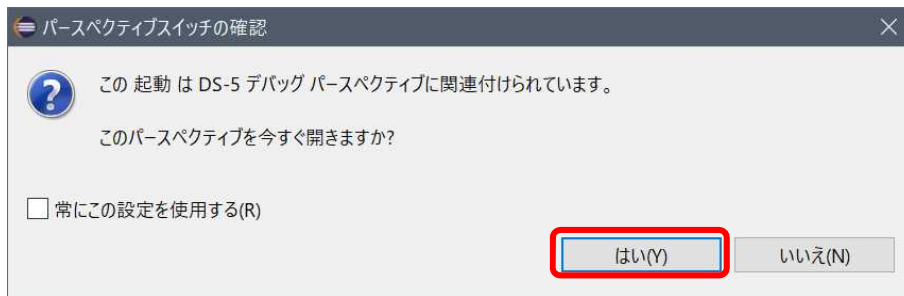 パースペクティブスイッチの確認
この 起動 は DS-5 デバッグ パースペクティブに関連付けられています。
このパースペクティブを今すぐ開きますか?
常にこの設定を使用する(R)
はい(Y)
いいえ(N)